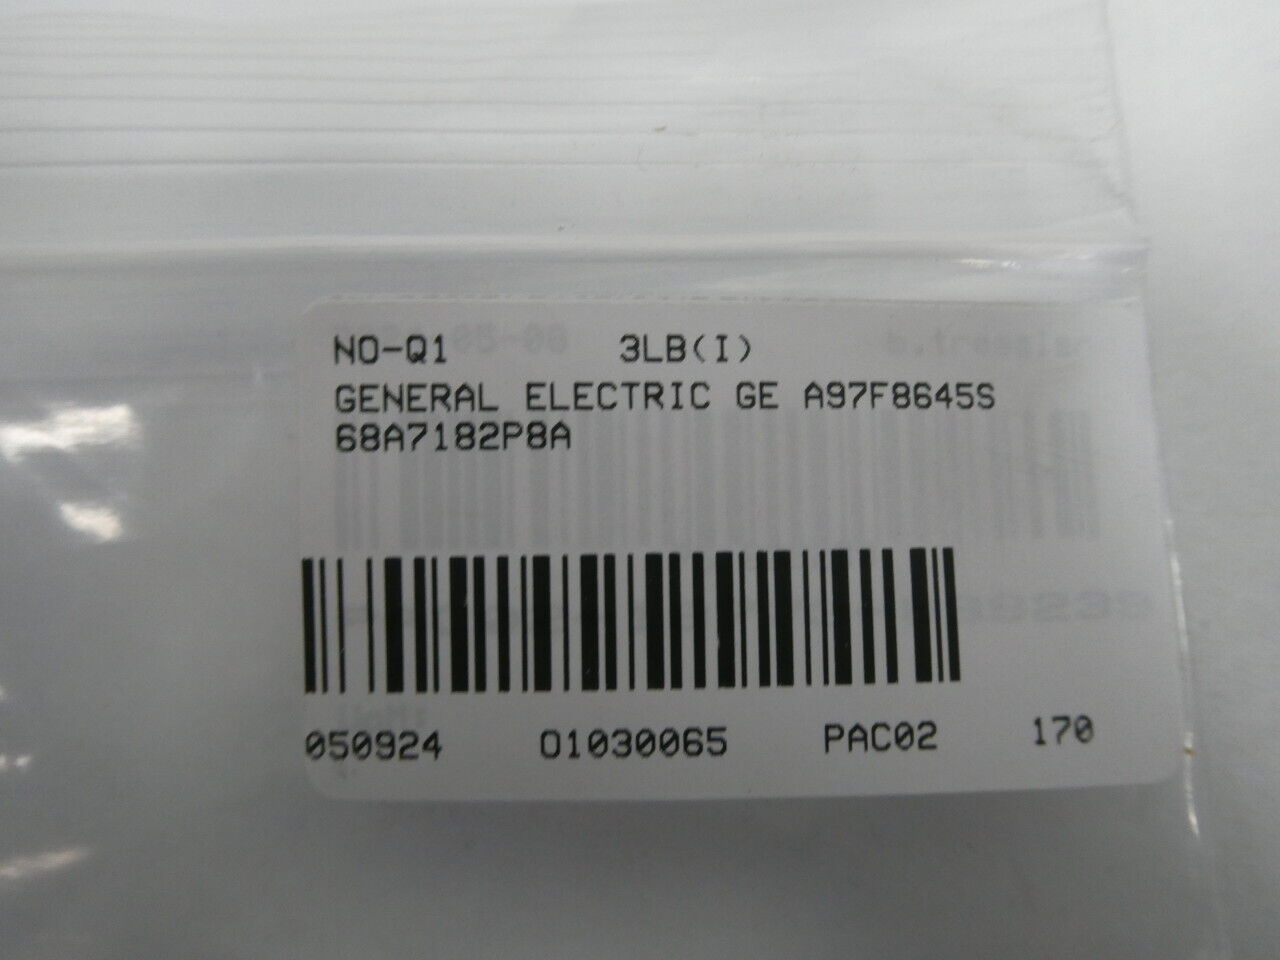 NO-Q1 3LB(I)
GENERAL ELECTRIC GE A97F8645S
68A7182P8A
050924 01030065 PAC02 170